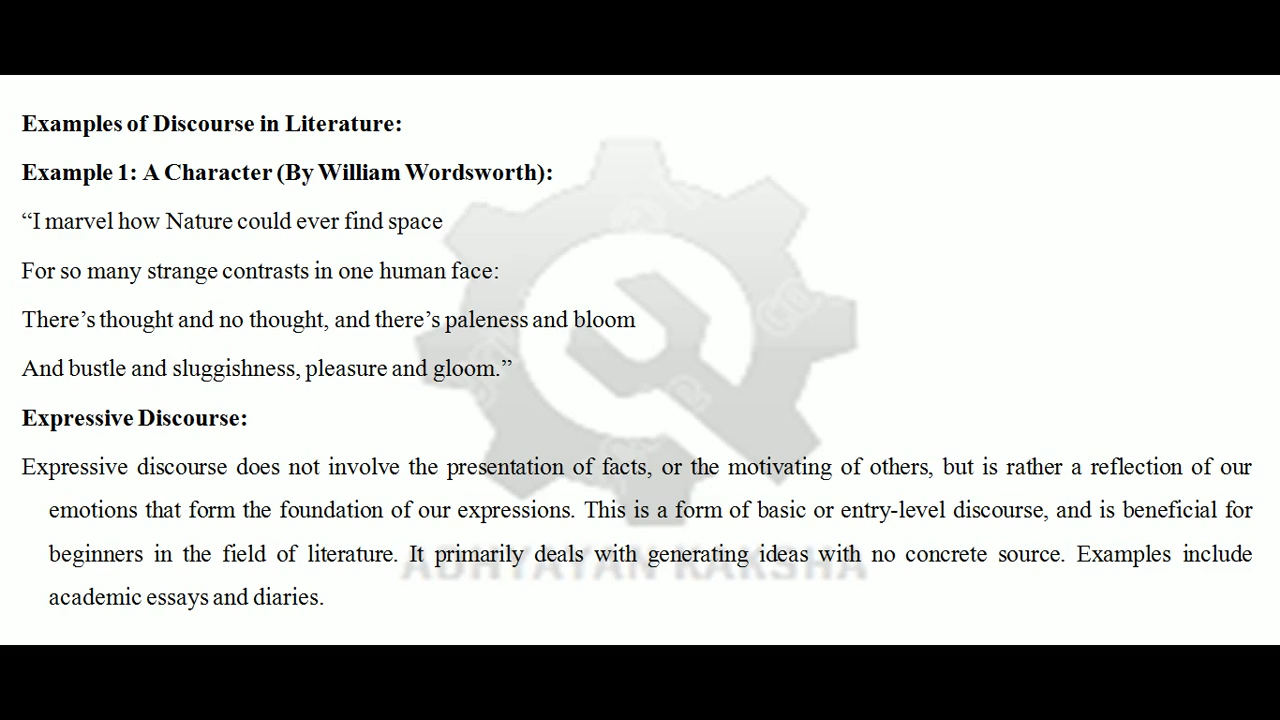 Examples of Discourse in Literature:
Example 1: A Character (By William Wordsworth):
“I marvel how Nature could ever find space
For so many strange contrasts in one human face:
There’s thought and no thought, and there’s paleness and bloom
And bustle and sluggishness, pleasure and gloom.”
Expressive Discourse:
Expressive discourse does not involve the presentation of facts, or the motivating of others, but is rather a reflection of our
emotions that form the foundation of our expressions. This is a form of basic or entry-level discourse, and is beneficial for
beginners in the field of literature. It primarily deals with generating ideas with no concrete source. Examples include
ADHYAYAN KAKSHA
academic essays and diaries.